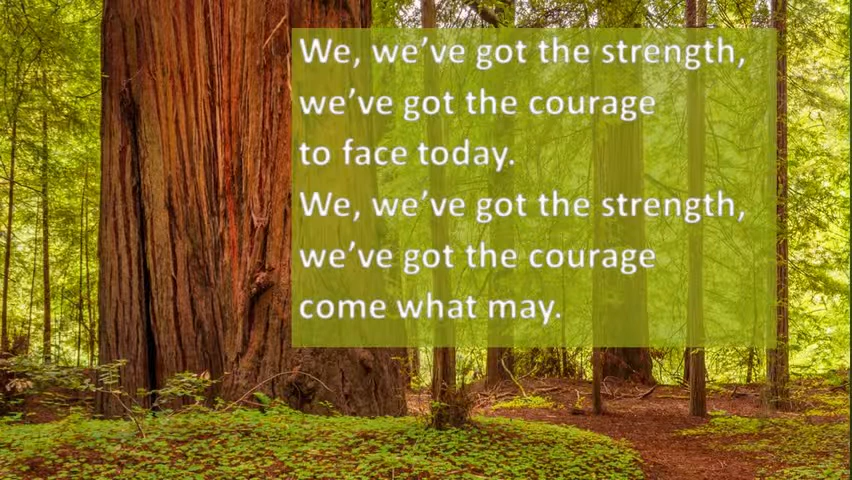 We, we’ve got the strength,
we’ve got the courage
to face today.
We, we’ve got the strength,
we’ve got the courage
come what may.